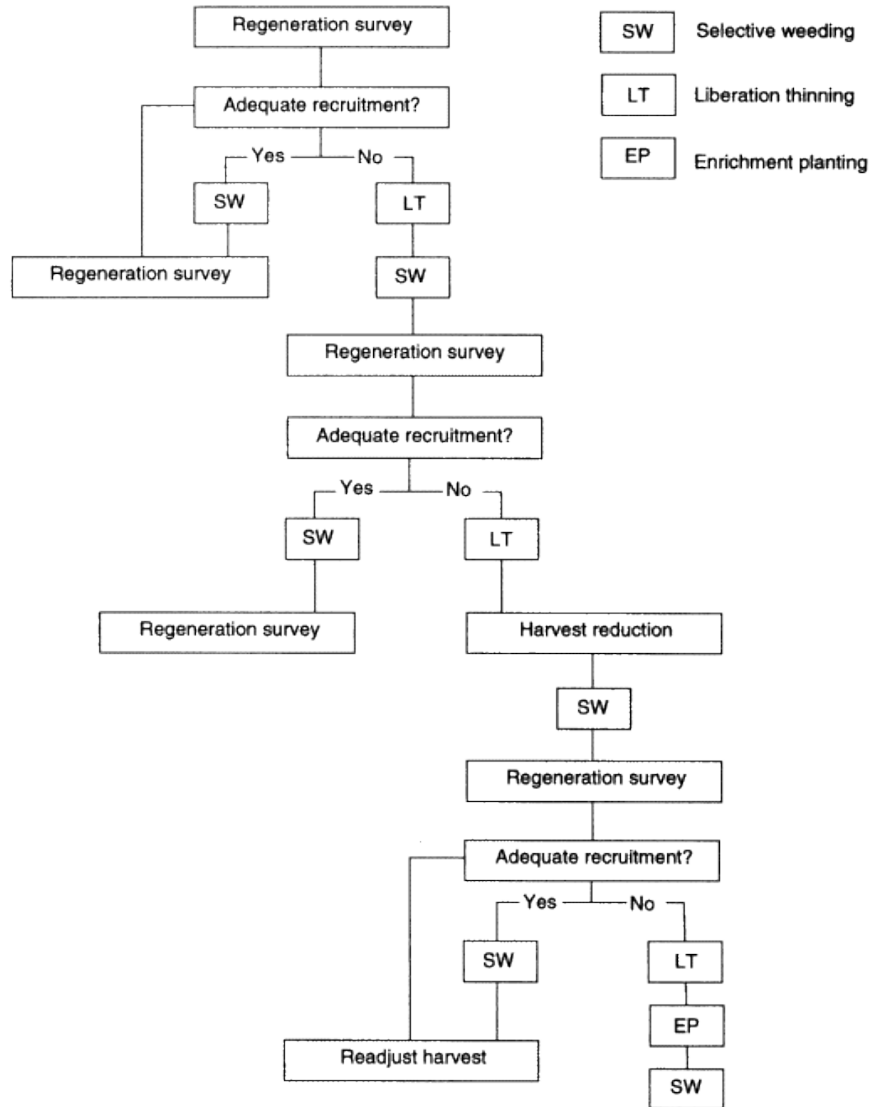 Regeneration survey
SW Selective weeding
Adequate recruitment?
LT Liberation thinning
Yes No
EP Enrichment planting
SW LT
Regeneration survey SW
Regeneration survey
Adequate recruitment?
Yes No
SW LT
Regeneration survey Harvest reduction
SW
Regeneration survey
Adequate recruitment?
Yes No
SW LT
EP
Readjust harvest
SW